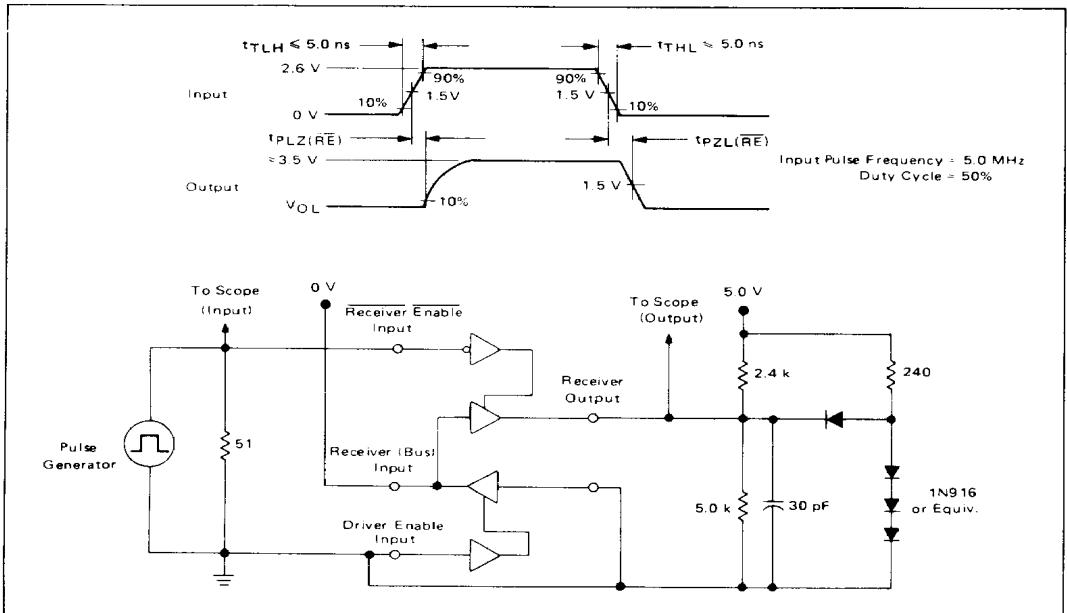 tTLH ≤ 5.0 ns
tTHL ≤ 5.0 ns
2.6 V
90%
90%
Input
1.5 V
1.5 V
10%
10%
0 V
tPLZ(RE)
tPZL(RE)
≈3.5 V
Input Pulse Frequency = 5.0 MHz
Duty Cycle = 50%
Output
1.5 V
VOL
10%
To Scope
(Input)
0 V
Receiver Enable
Input
To Scope
(Output)
5.0 V
2.4 k
240
Receiver
Output
Pulse
Generator
51
Receiver (Bus)
Input
5.0 k
30 pF
1N916
or Equiv.
Driver Enable
Input